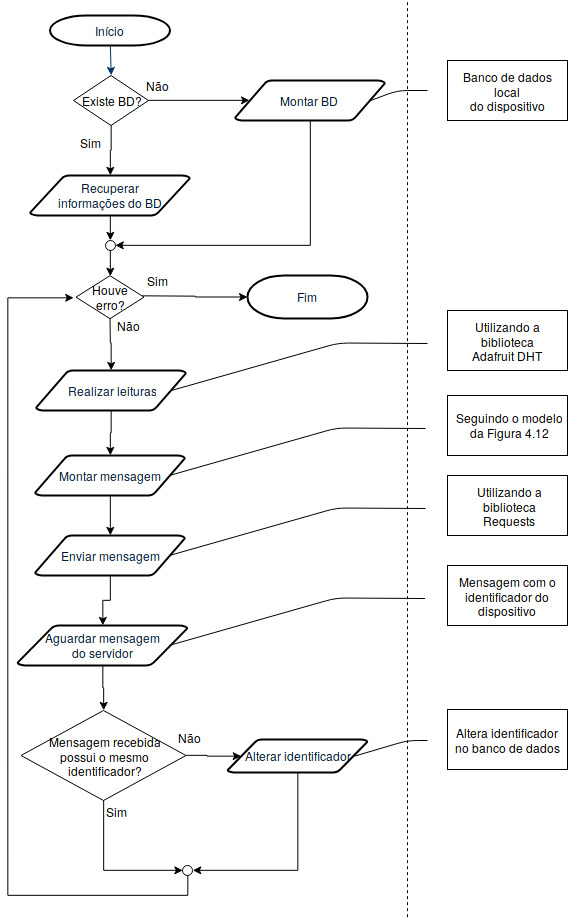 Início
Existe BD?
Não
Montar BD
Banco de dados
local
do dispositivo
Sim
Recuperar
informações do BD
Houve
erro?
Sim
Fim
Não
Utilizando a
biblioteca
Adafruit DHT
Realizar leituras
Seguindo o modelo
da Figura 4.12
Montar mensagem
Utilizando a
biblioteca
Requests
Enviar mensagem
Mensagem com o
identificador do
dispositivo
Aguardar mensagem
do servidor
Mensagem recebida
possui o mesmo
identificador?
Não
Alterar identificador
Altera identificador
no banco de dados
Sim